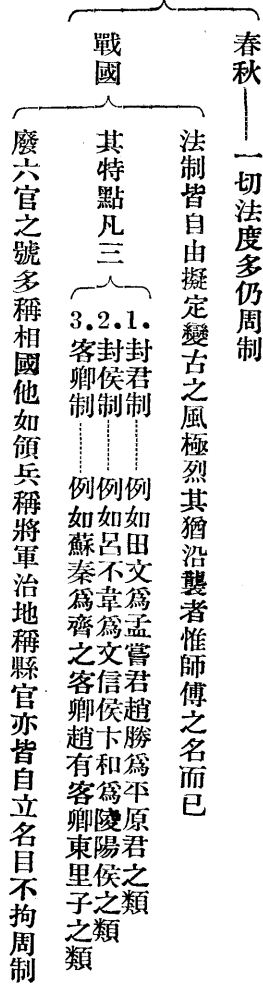 春秋——一切法度多仍周制
戰國
法制皆自由擬定變古之風極烈其猶沿襲者惟師傅之名而已
其特點凡三
1.封君制……例如田文爲孟嘗君趙勝爲平原君之類
2.封侯制……例如呂不韋爲文信侯卞和爲陵陽侯之類
3.客卿制……例如蘇秦爲齊之客卿趙有客卿東里子之類
廢六官之號多稱相國他如領兵稱將軍治地稱縣官亦皆自立名目不拘周制